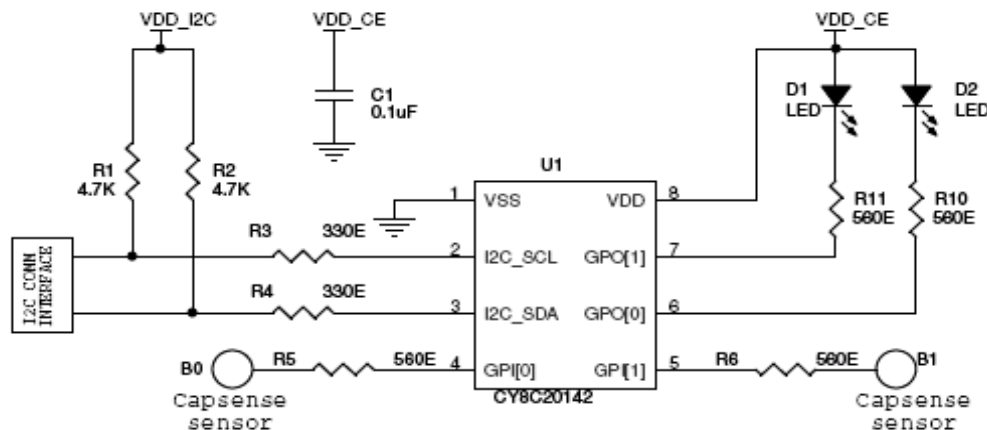 VDD_I2C
VDD_CE
VDD_CE
C1
0.1uF
D1
LED
D2
LED
R1
4.7K
R2
4.7K
U1
1
VSS
VDD
8
R11
560E
R10
560E
R3
330E
2
I2C_SCL
GPO[1]
7
I2C CONN
INTERFACE
R4
330E
3
I2C_SDA
GPO[0]
6
B0
R5
560E
4
GPI[0]
GPI[1]
5
R6
560E
B1
CY8C20142
Capsense
sensor
Capsense
sensor